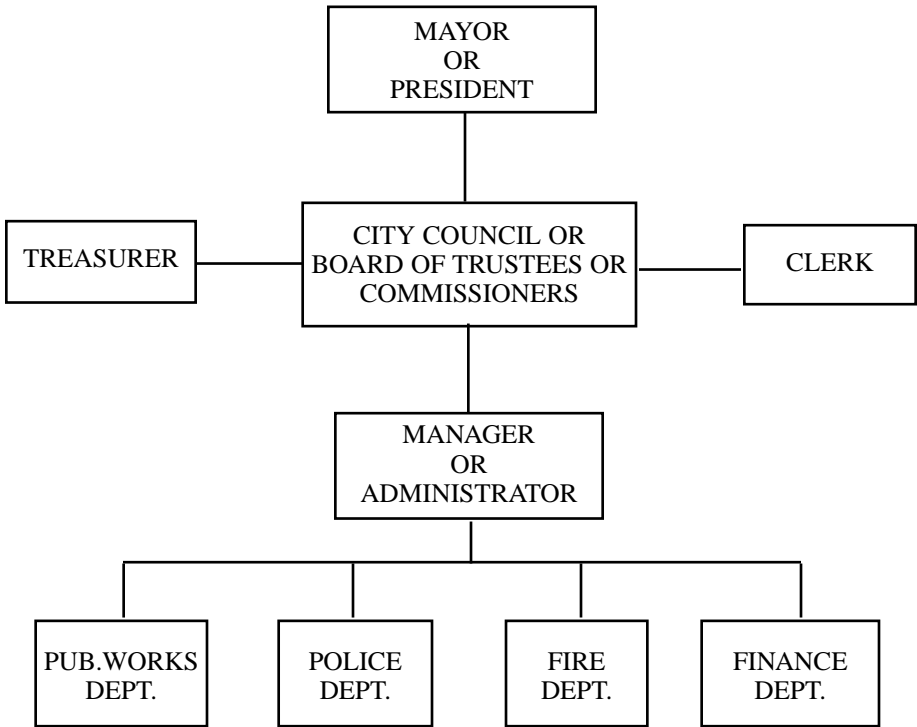 MAYOR
OR
PRESIDENT
TREASURER
CITY COUNCIL OR
BOARD OF TRUSTEES OR
COMMISSIONERS
CLERK
MANAGER
OR
ADMINISTRATOR
PUB.WORKS
DEPT.
POLICE
DEPT.
FIRE
DEPT.
FINANCE
DEPT.